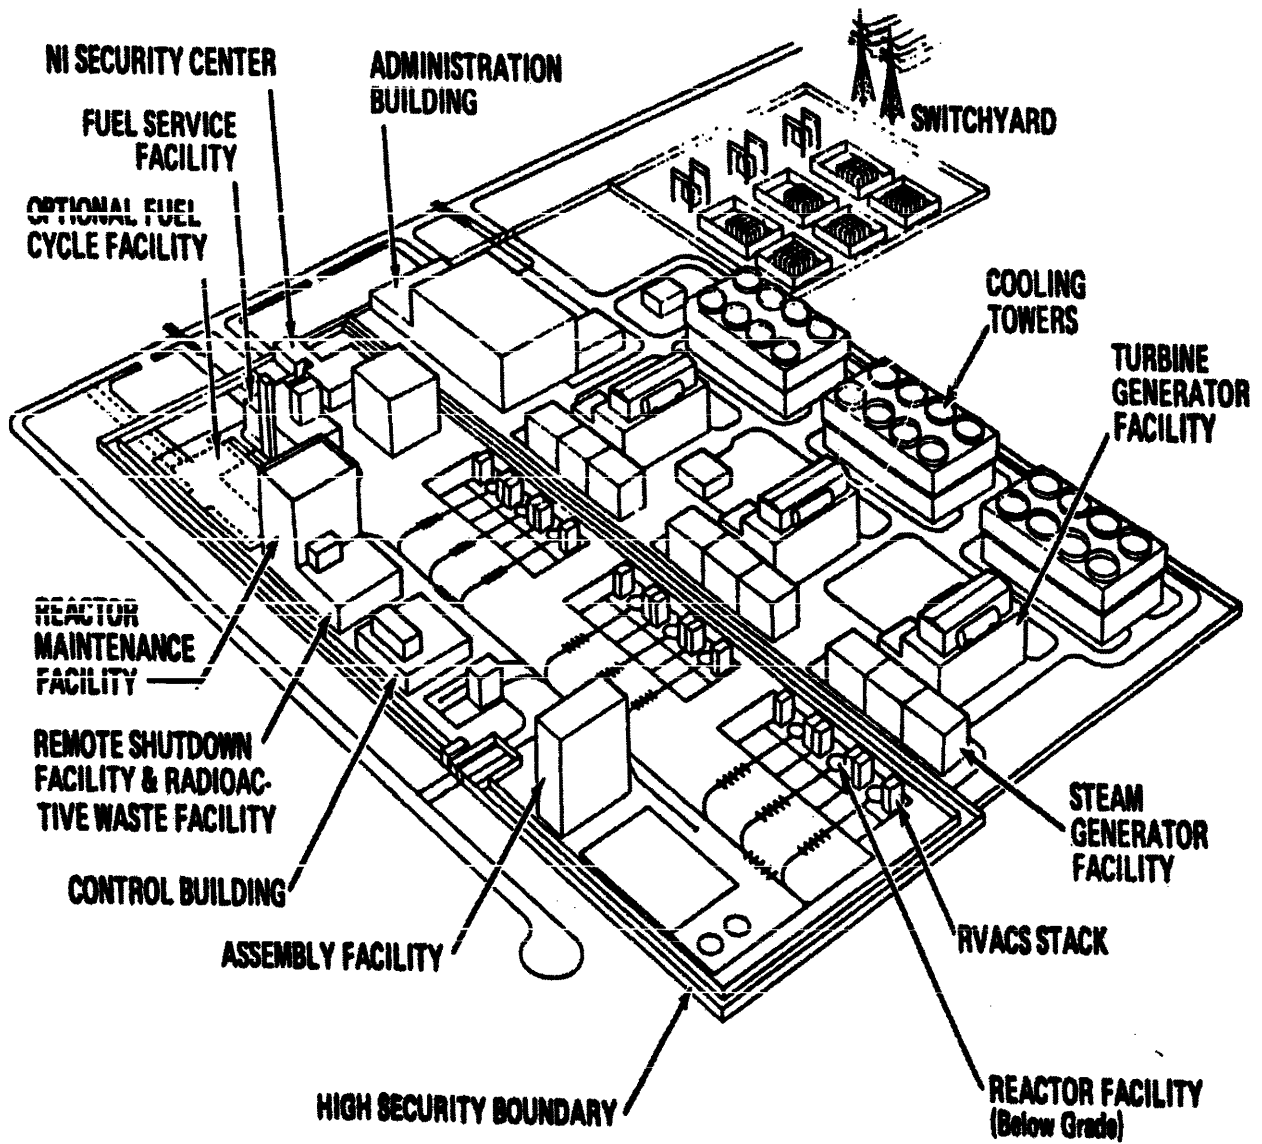 NI SECURITY CENTER
ADMINISTRATION
BUILDING
FUEL SERVICE
FACILITY
SWITCHYARD
OPTIONAL FUEL
CYCLE FACILITY
COOLING
TOWERS
TURBINE
GENERATOR
FACILITY
REACTOR
MAINTENANCE
FACILITY
REMOTE SHUTDOWN
FACILITY & RADIOAC-
TIVE WASTE FACILITY
STEAM
GENERATOR
FACILITY
CONTROL BUILDING
ASSEMBLY FACILITY
RVACS STACK
HIGH SECURITY BOUNDARY
REACTOR FACILITY
(Below Grade)